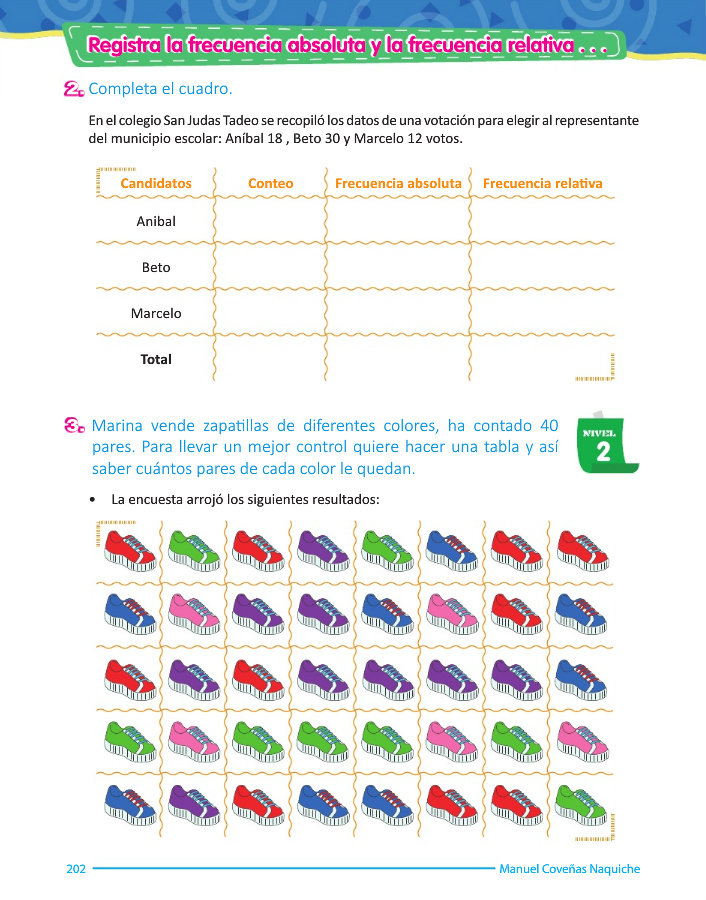 Registra la frecuencia absoluta y la frecuencia relativa . . .
2. Completa el cuadro.
En el colegio San Judas Tadeo se recopiló los datos de una votación para elegir al representante
del municipio escolar: Aníbal 18 , Beto 30 y Marcelo 12 votos.
Candidatos Conteo Frecuencia absoluta Frecuencia relativa
Anibal
Beto
Marcelo
Total
3. Marina vende zapatillas de diferentes colores, ha contado 40
pares. Para llevar un mejor control quiere hacer una tabla y así
saber cuántos pares de cada color le quedan.
NIVEL
2
• La encuesta arrojó los siguientes resultados:
202 Manuel Coveñas Naquiche